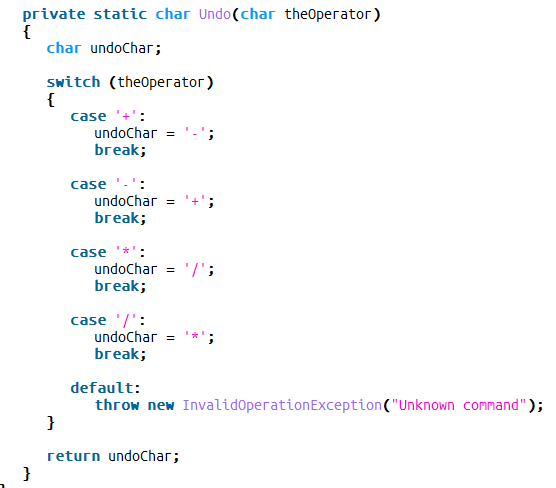 private static char Undo(char theOperator)
{
char undoChar;
switch (theOperator)
{
case '+':
undoChar = '-';
break;
case '-':
undoChar = '+';
break;
case '*':
undoChar = '/';
break;
case '/':
undoChar = '*';
break;
default:
throw new InvalidOperationException("Unknown command");
}
return undoChar;
}